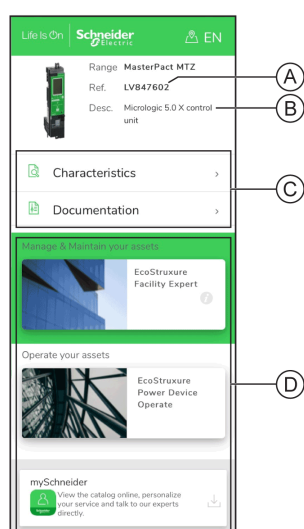 Life Is On Schneider Electric EN
Range MasterPact MTZ
Ref. LV847602
Desc. Micrologic 5.0 X control
unit
A
B
Characteristics
Documentation
C
Manage & Maintain your assets
EcoStruxure
Facility Expert
Operate your assets
EcoStruxure
Power Device
Operate
D
mySchneider
View the catalog online, personalize
your service and talk to our experts
directly.